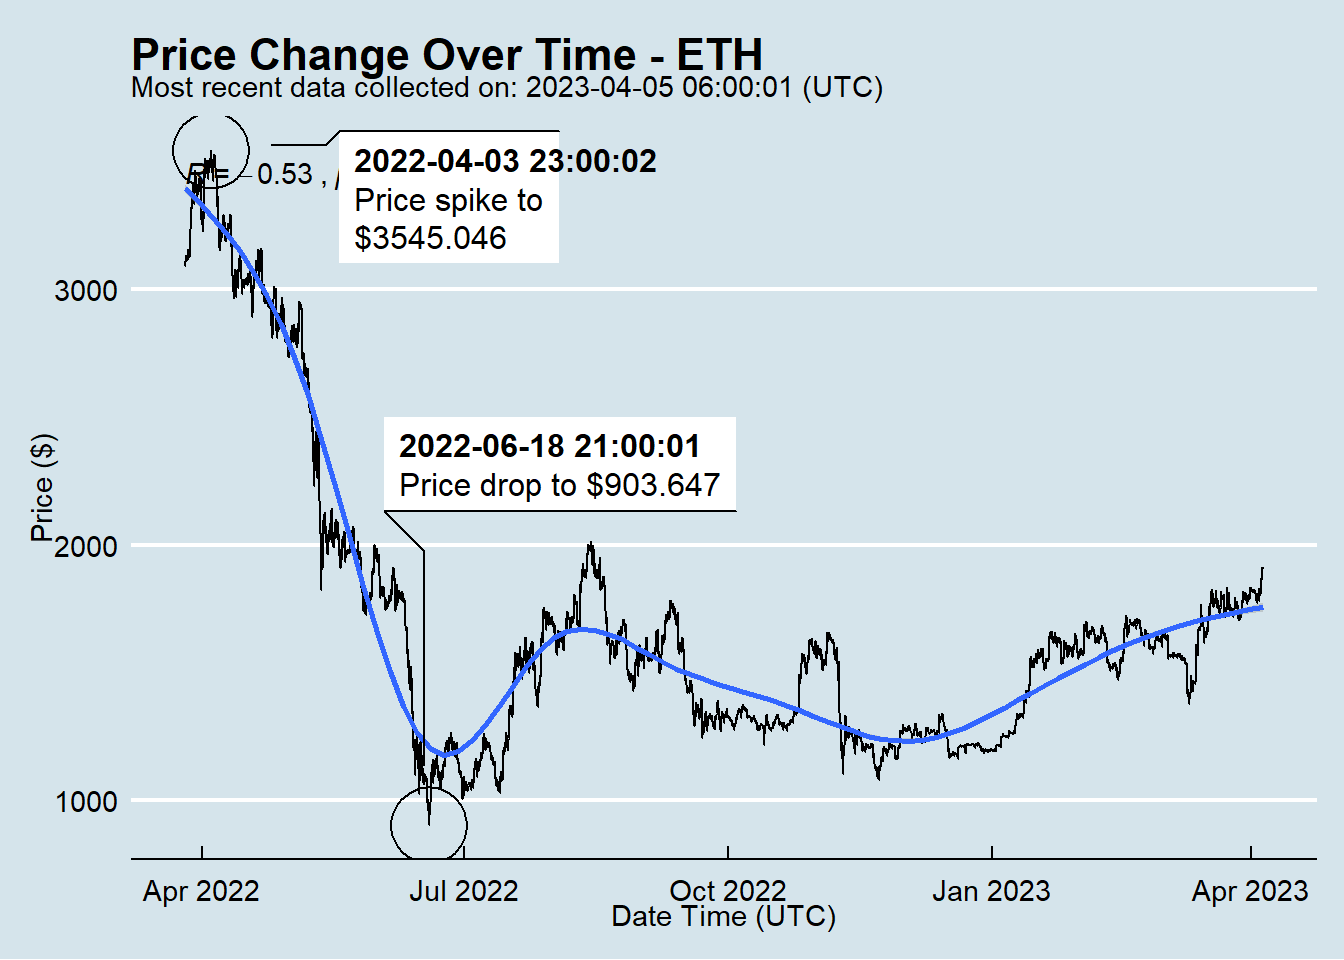 Price Change Over Time - ETH
Most recent data collected on: 2023-04-05 06:00:01 (UTC)
R = −0.53 , p
2022-04-03 23:00:02
Price spike to
$3545.046
3000
2022-06-18 21:00:01
Price drop to $903.647
Price ($)
2000
1000
Apr 2022
Jul 2022
Oct 2022
Jan 2023
Apr 2023
Date Time (UTC)